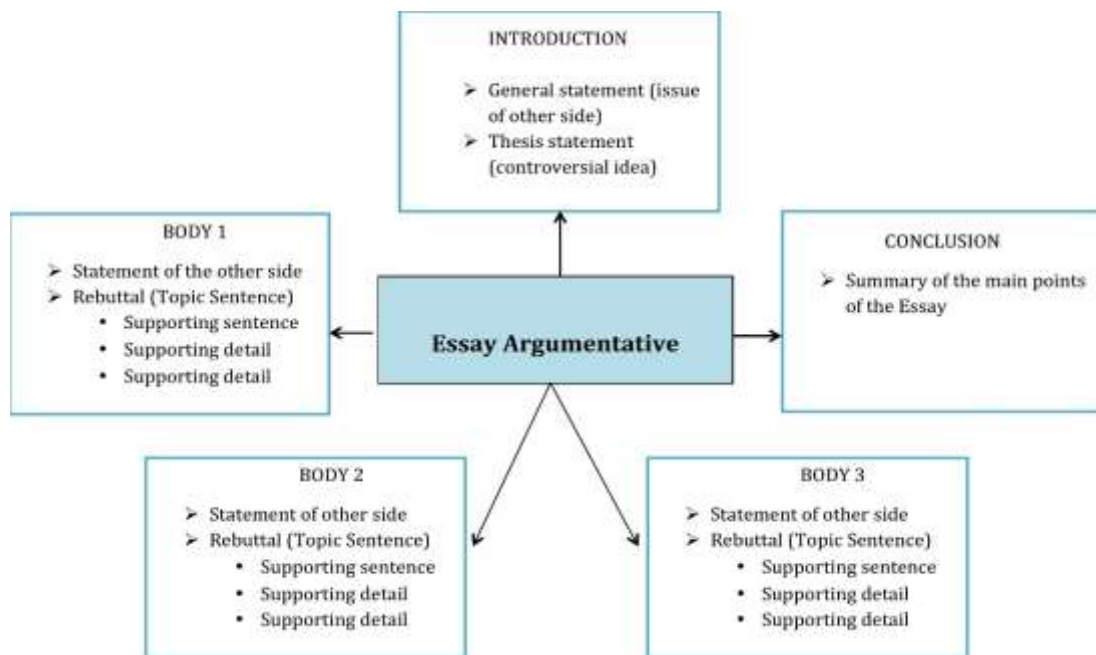 INTRODUCTION
➢ General statement (issue
of other side)
➢ Thesis statement
(controversial idea)
BODY 1
➢ Statement of the other side
➢ Rebuttal (Topic Sentence)
• Supporting sentence
• Supporting detail
• Supporting detail
Essay Argumentative
CONCLUSION
➢ Summary of the main points
of the Essay
BODY 2
➢ Statement of other side
➢ Rebuttal (Topic Sentence)
• Supporting sentence
• Supporting detail
• Supporting detail
BODY 3
➢ Statement of other side
➢ Rebuttal (Topic Sentence)
• Supporting sentence
• Supporting detail
• Supporting detail